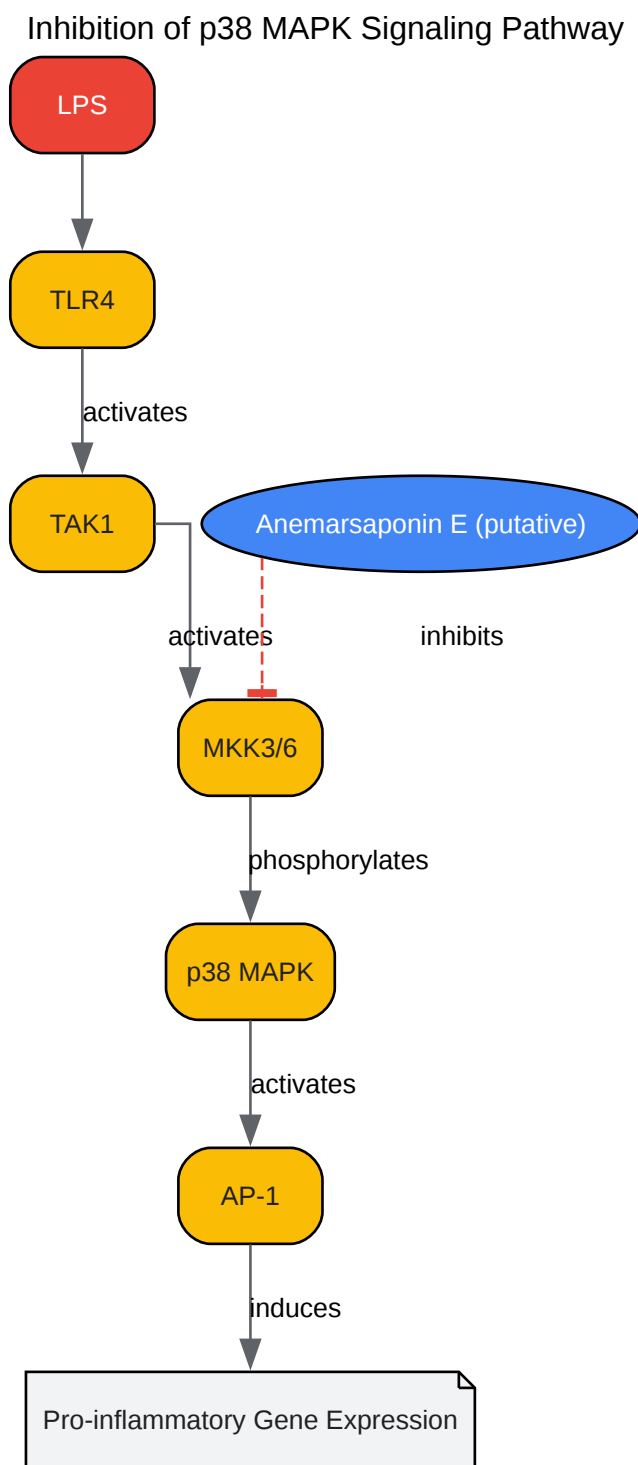 Inhibition of p38 MAPK Signaling Pathway
LPS
TLR4
activates
TAK1
Anemarsaponin E (putative)
activates
inhibits
MKK3/6
phosphorylates
p38 MAPK
activates
AP-1
induces
Pro-inflammatory Gene Expression